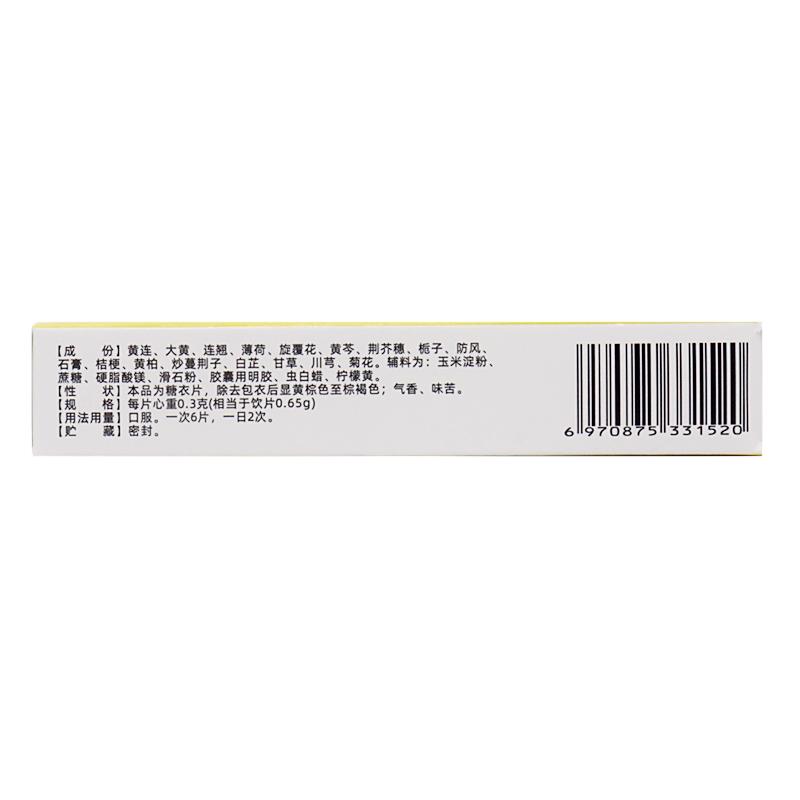 【成　份】黄连、大黄、连翘、薄荷、旋覆花、黄芩、荆芥穗、栀子、防风、
石膏、桔梗、黄柏、炒蔓荆子、白芷、甘草、川芎、菊花。辅料为：玉米淀粉、
蔗糖、硬脂酸镁、滑石粉、胶囊用明胶、虫白蜡、柠檬黄。
【性　状】本品为糖衣片，除去包衣后显黄棕色至棕褐色；气香、味苦。
【规　格】每片心重0.3克(相当于饮片0.65g)
【用法用量】口服。一次6片，一日2次。
【贮　藏】密封。
6 970875 331520